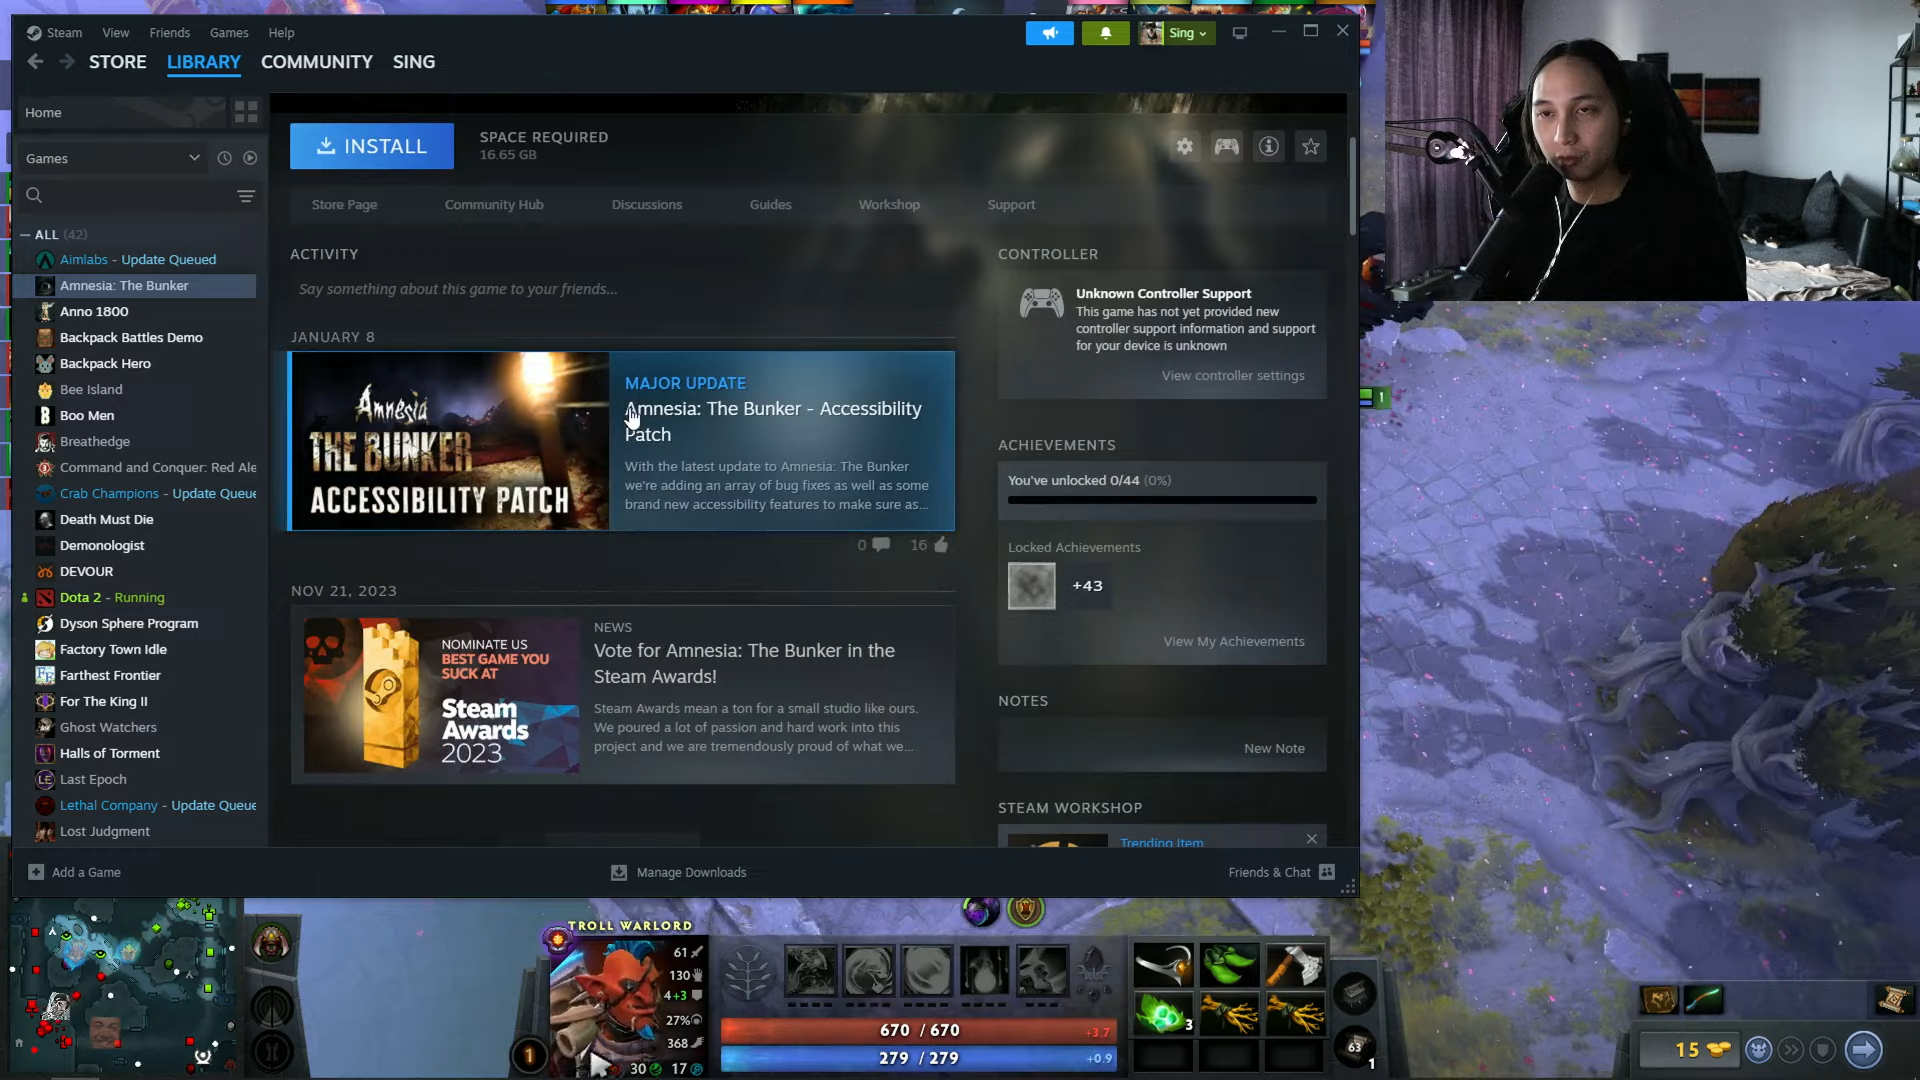 Steam View Friends Games Help
Sing
STORE LIBRARY COMMUNITY SING
Home
Games
ALL (42)
Aimlabs - Update Queued
Amnesia: The Bunker
Anno 1800
Backpack Battles Demo
Backpack Hero
Bee Island
Boo Men
Breathedge
Command and Conquer: Red Ale
Crab Champions - Update Queue
Death Must Die
Demonologist
DEVOUR
Dota 2 - Running
Dyson Sphere Program
Factory Town Idle
Farthest Frontier
For The King II
Ghost Watchers
Halls of Torment
Last Epoch
Lethal Company - Update Queue
Lost Judgment
INSTALL
SPACE REQUIRED
16.65 GB
Store Page Community Hub Discussions Guides Workshop Support
ACTIVITY
Say something about this game to your friends...
JANUARY 8
Amnesia
THE BUNKER
ACCESSIBILITY PATCH
MAJOR UPDATE
Amnesia: The Bunker - Accessibility
Patch
With the latest update to Amnesia: The Bunker
we're adding an array of bug fixes as well as some
brand new accessibility features to make sure as...
0 16
NOV 21, 2023
NOMINATE US
BEST GAME YOU
SUCK AT
Steam
Awards
2023
NEWS
Vote for Amnesia: The Bunker in the
Steam Awards!
Steam Awards mean a ton for a small studio like ours.
We poured a lot of passion and hard work into this
project and we are tremendously proud of what we...
CONTROLLER
Unknown Controller Support
This game has not yet provided new
controller support information and support
for your device is unknown
View controller settings
ACHIEVEMENTS
You've unlocked 0/44 (0%)
Locked Achievements
+43
View My Achievements
NOTES
New Note
STEAM WORKSHOP
Trending Item
Add a Game
Manage Downloads
Friends & Chat
1
TROLL WARLORD
61
130
4+3
27%
368
1
30 17
670 / 670
+3.7
279 / 279
+0.9
3
63
1
15